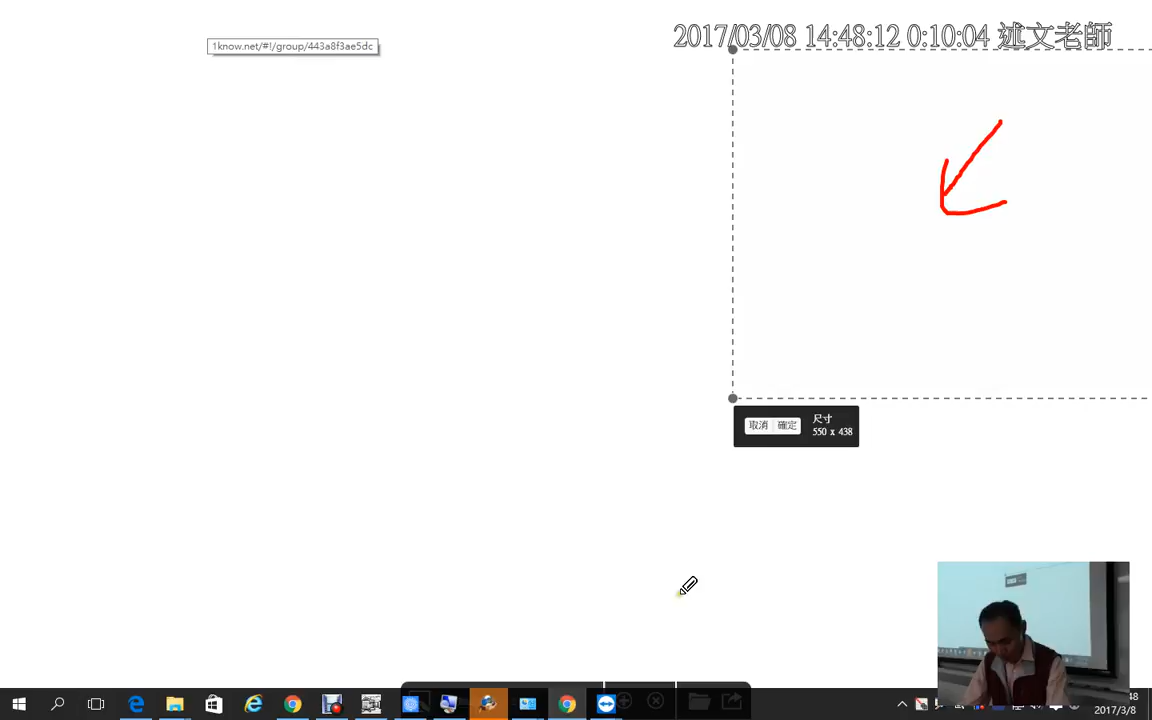 2017/03/08 14:48:12 0:10:04 述文老師
1know.net/#!/group/443a8f3ae5dc
取消 確定
尺寸
550 x 438
2017/3/8